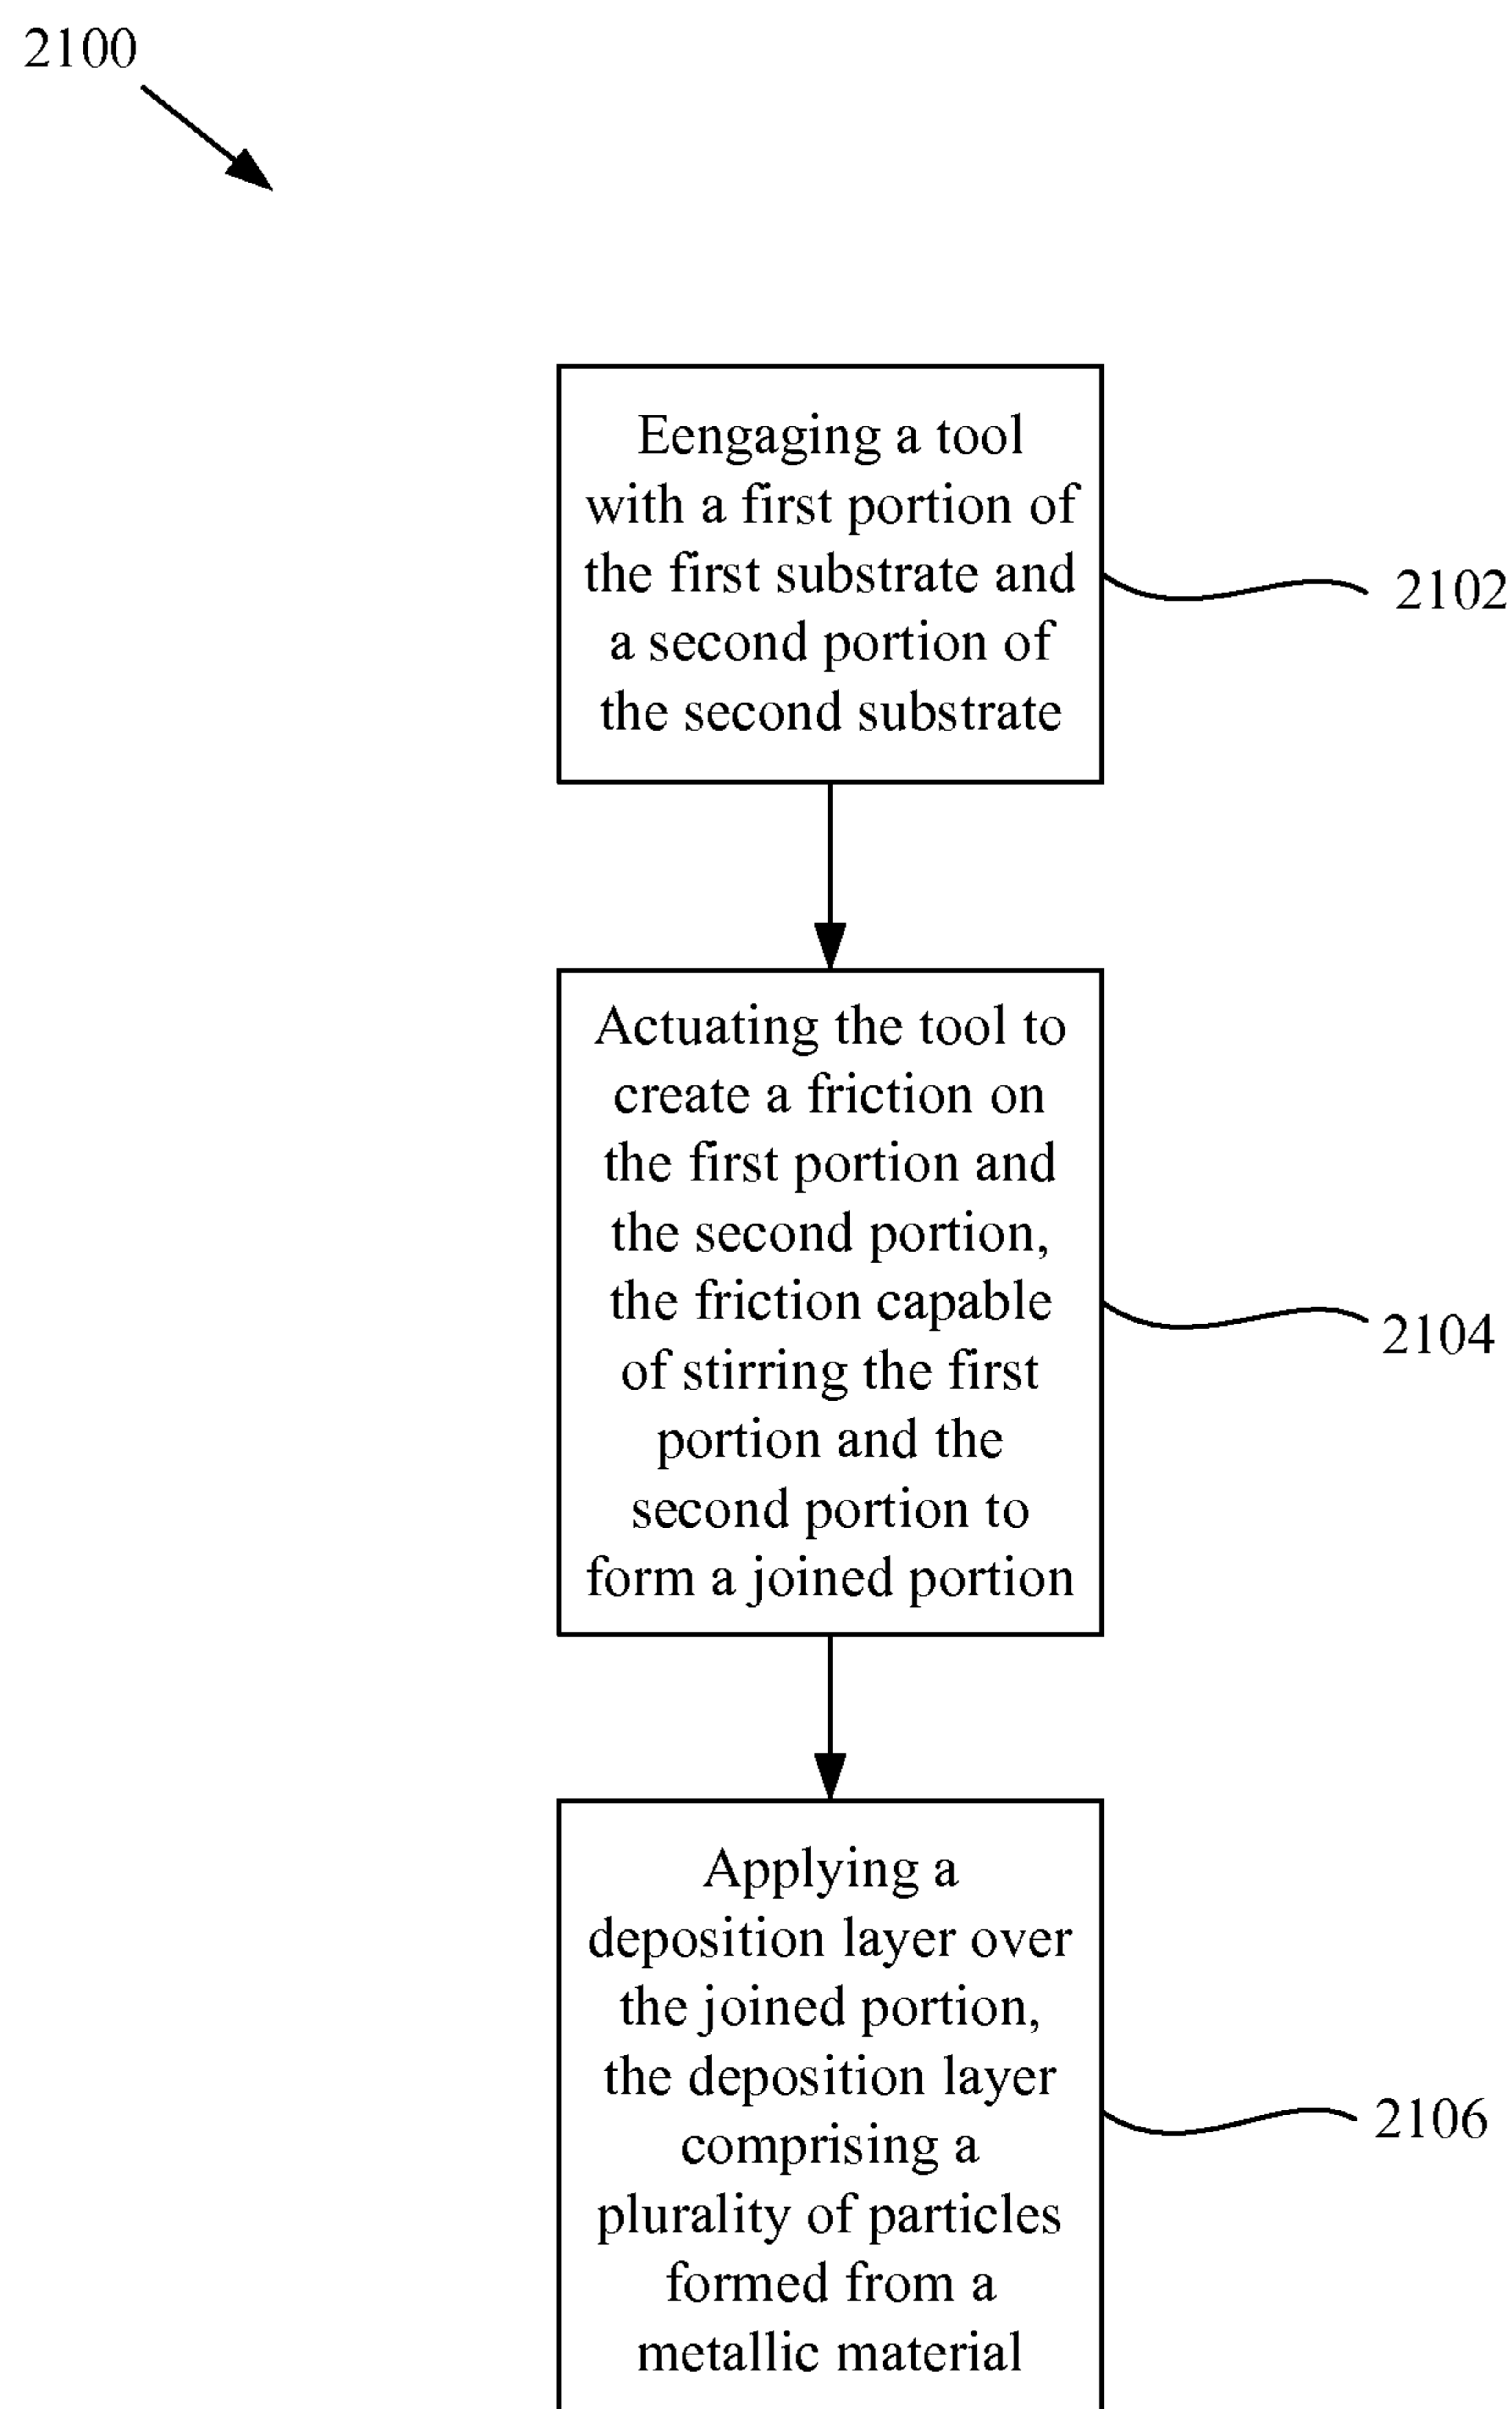 2100
Eengaging a tool
with a first portion of
the first substrate and
a second portion of
the second substrate
2102
Actuating the tool to
create a friction on
the first portion and
the second portion,
the friction capable
of stirring the first
portion and the
second portion to
form a joined portion
2104
Applying a
deposition layer over
the joined portion,
the deposition layer
comprising a
plurality of particles
formed from a
metallic material
2106